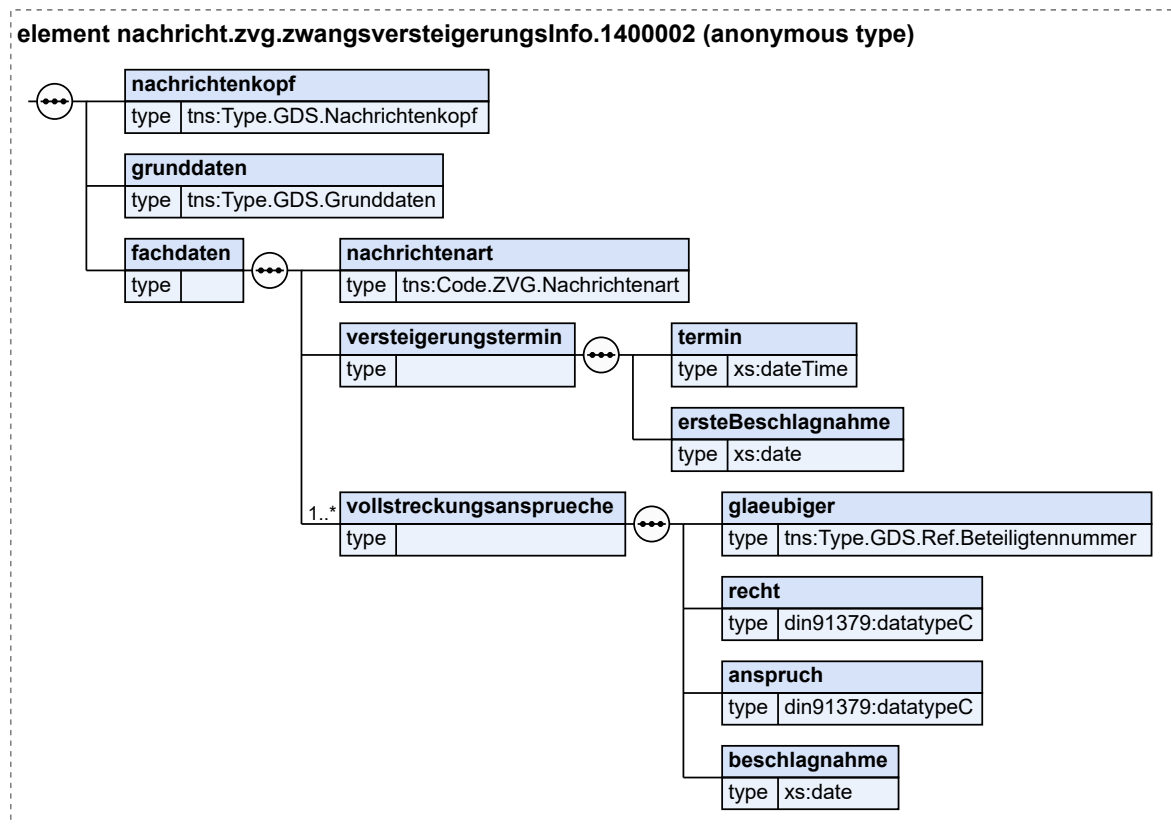 element nachricht.zvg.zwangsversteigerungsInfo.1400002 (anonymous type)
nachrichtenkopf
type tns:Type.GDS.Nachrichtenkopf
grunddaten
type tns:Type.GDS.Grunddaten
fachdaten
type
nachrichtenart
type tns:Code.ZVG.Nachrichtenart
versteigerungstermin
type
termin
type xs:dateTime
ersteBeschlagnahme
type xs:date
1..*
vollstreckungsansprueche
type
glaeubiger
type tns:Type.GDS.Ref.Beteiligtennummer
recht
type din91379:datatypeC
anspruch
type din91379:datatypeC
beschlagnahme
type xs:date